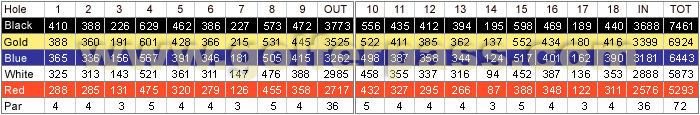 Hole 1 2 3 4 5 6 7 8 9 OUT 10 11 12 13 14 15 16 17 18 IN TOT
Black 410 388 226 629 462 386 227 573 472 3773 556 435 412 394 195 598 469 189 440 3688 7461
Gold 388 360 191 601 428 366 215 531 445 3525 522 411 385 362 137 552 434 180 416 3399 6924
Blue 365 336 156 567 391 346 181 505 415 3262 498 387 358 344 124 517 401 162 390 3181 6443
White 325 313 143 521 361 311 147 476 388 2985 458 355 337 316 94 452 387 136 353 2888 5873
Red 288 285 131 475 320 279 126 455 358 2717 432 327 295 266 87 388 348 122 311 2576 5293
Par 4 4 3 5 4 4 3 5 4 36 5 4 4 4 3 5 4 3 4 36 72